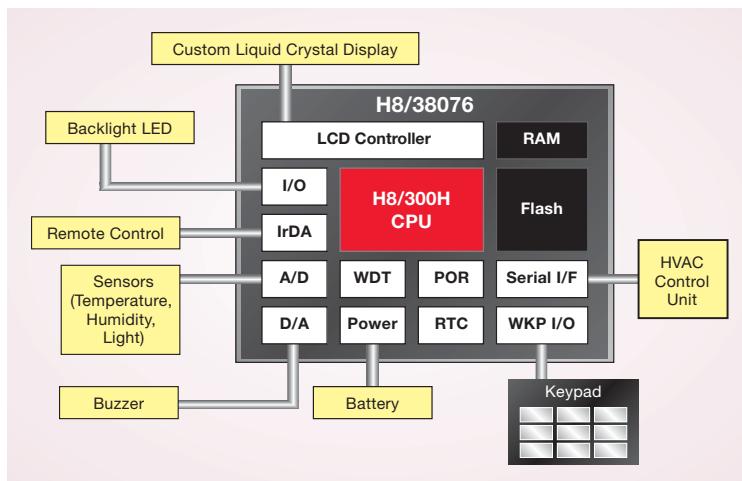 Custom Liquid Crystal Display
H8/38076
Backlight LED
LCD Controller
RAM
I/O
H8/300H
CPU
Flash
Remote Control
IrDA
Sensors
(Temperature,
Humidity,
Light)
A/D
WDT
POR
Serial I/F
HVAC
Control
Unit
D/A
Power
RTC
WKP I/O
Buzzer
Battery
Keypad